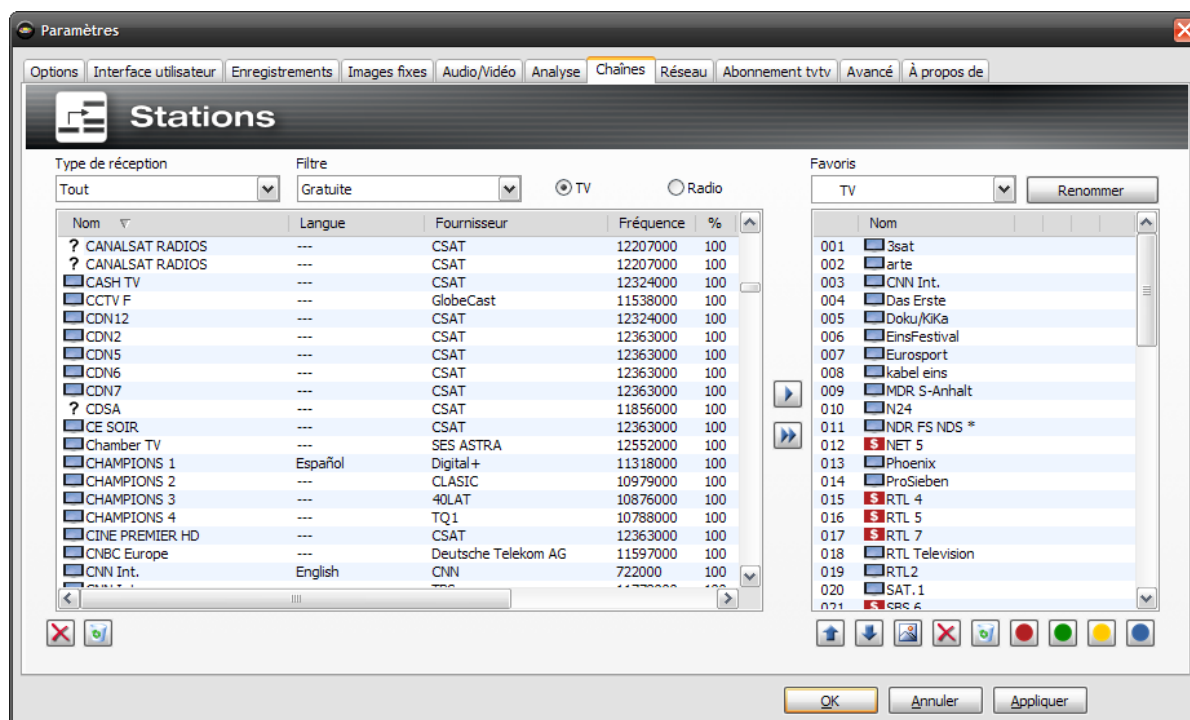 Paramètres
Options Interface utilisateur Enregistrements Images fixes Audio/Vidéo Analyse Chaînes Réseau Abonnement tvtv Avancé À propos de
Stations
Type de réception Filtre Favoris
Tout Gratuite TV Radio TV Renommer
Nom Langue Fournisseur Fréquence % Nom
? CANALSAT RADIOS --- CSAT 12207000 100 001 3sat
? CANALSAT RADIOS --- CSAT 12207000 100 002 arte
CASH TV --- CSAT 12324000 100 003 CNN Int.
CCTV F --- GlobeCast 11538000 100 004 Das Erste
CDN12 --- CSAT 12324000 100 005 Doku/KiKa
CDN2 --- CSAT 12363000 100 006 EinsFestival
CDN5 --- CSAT 12363000 100 007 Eurosport
CDN6 --- CSAT 12363000 100 008 kabel eins
CDN7 --- CSAT 12363000 100 009 MDR S-Anhalt
? CDSA --- CSAT 11856000 100 010 N24
CE SOIR --- CSAT 12363000 100 011 NDR FS NDS *
Chamber TV --- SES ASTRA 12552000 100 012 $ NET 5
CHAMPIONS 1 Español Digital+ 11318000 100 013 Phoenix
CHAMPIONS 2 --- CLASIC 10979000 100 014 ProSieben
CHAMPIONS 3 --- 40LAT 10876000 100 015 $ RTL 4
CHAMPIONS 4 --- TQ1 10788000 100 016 $ RTL 5
CINE PREMIER HD --- CSAT 12363000 100 017 $ RTL 7
CNBC Europe --- Deutsche Telekom AG 11597000 100 018 RTL Television
CNN Int. English CNN 722000 100 019 RTL2
020 SAT.1
021 $ SBS 6
OK Annuler Appliquer